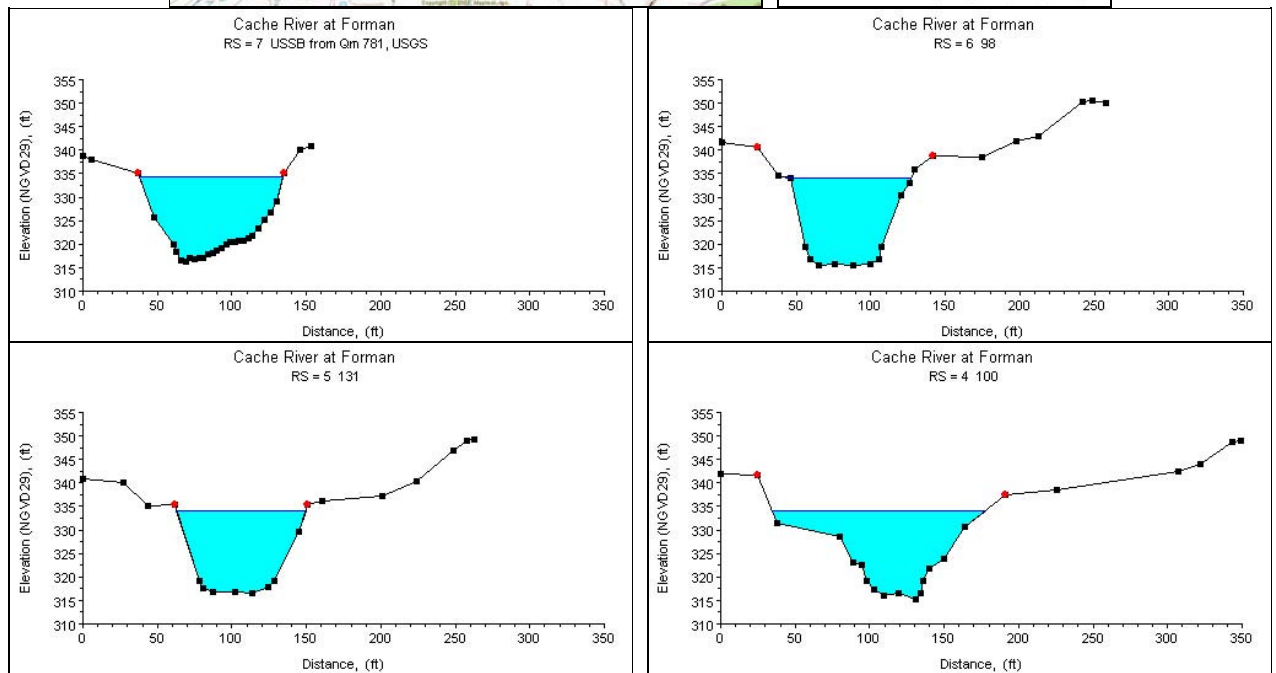 Cache River at Forman
RS = 7 USSB from Qm 781, USGS
Elevation (NGVD29), (ft)
355
350
345
340
335
330
325
320
315
310
0 50 100 150 200 250 300 350
Distance, (ft)
Cache River at Forman
RS = 6 98
Elevation (NGVD29), (ft)
355
350
345
340
335
330
325
320
315
310
0 50 100 150 200 250 300 350
Distance, (ft)
Cache River at Forman
RS = 5 131
Elevation (NGVD29), (ft)
355
350
345
340
335
330
325
320
315
310
0 50 100 150 200 250 300 350
Distance, (ft)
Cache River at Forman
RS = 4 100
Elevation (NGVD29), (ft)
355
350
345
340
335
330
325
320
315
310
0 50 100 150 200 250 300 350
Distance, (ft)